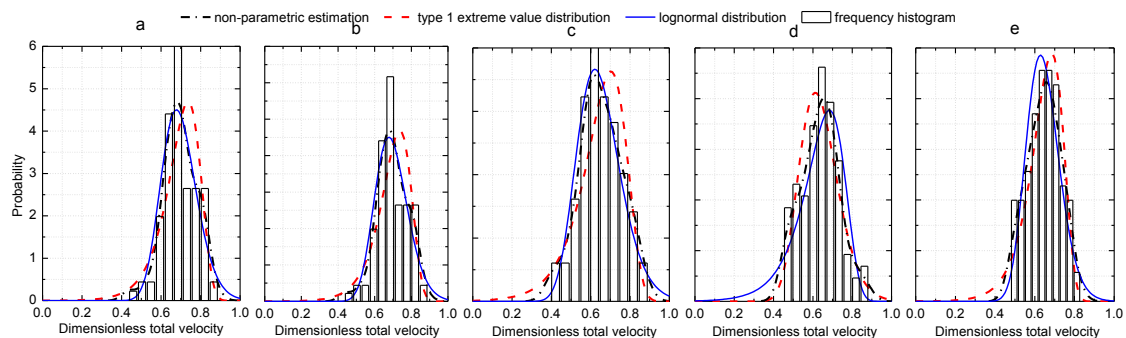 non-parametric estimation type 1 extreme value distribution lognormal distribution frequency histogram
a b c d e
Probability
6
5
4
3
2
1
0
0.0 0.2 0.4 0.6 0.8 1.0 0.0 0.2 0.4 0.6 0.8 1.0 0.0 0.2 0.4 0.6 0.8 1.0 0.0 0.2 0.4 0.6 0.8 1.0 0.0 0.2 0.4 0.6 0.8 1.0
Dimensionless total velocity Dimensionless total velocity Dimensionless total velocity Dimensionless total velocity Dimensionless total velocity